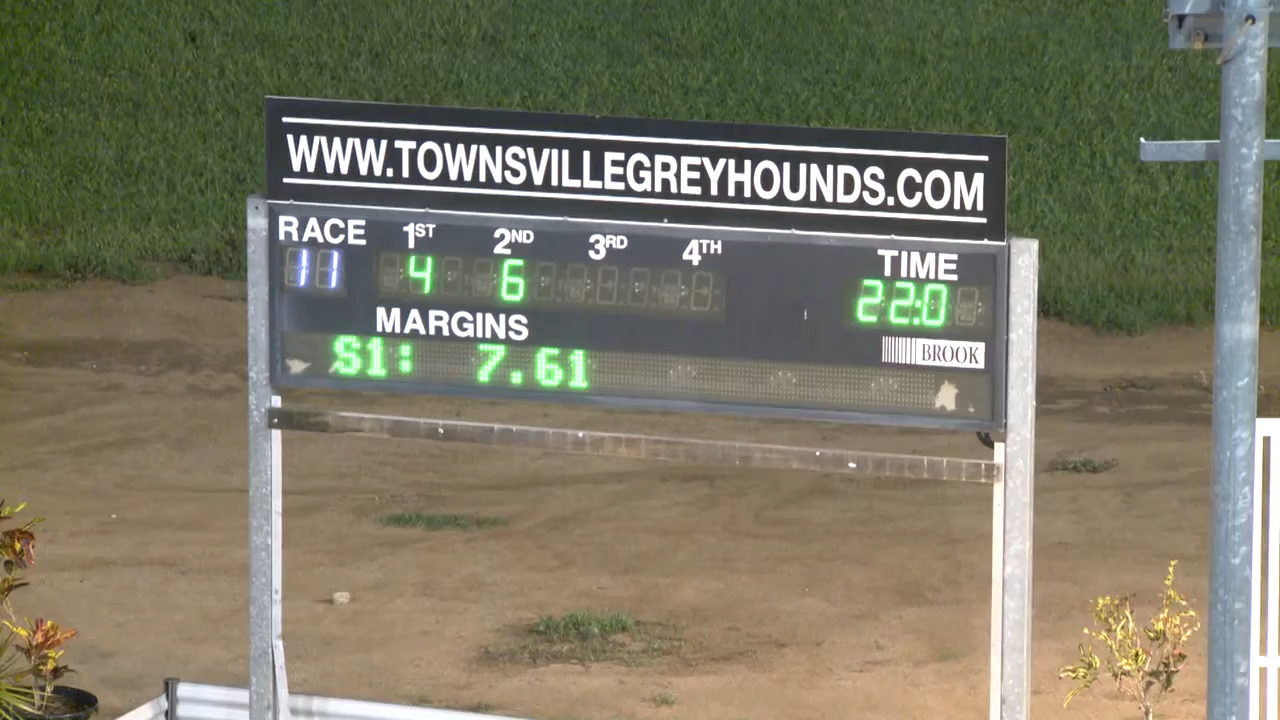 WWW.TOWNSVILLEGREYHOUNDS.COM
RACE 1ST 2ND 3RD 4TH TIME
11 4 6 22:0
MARGINS
BROOK
S1: 7.61